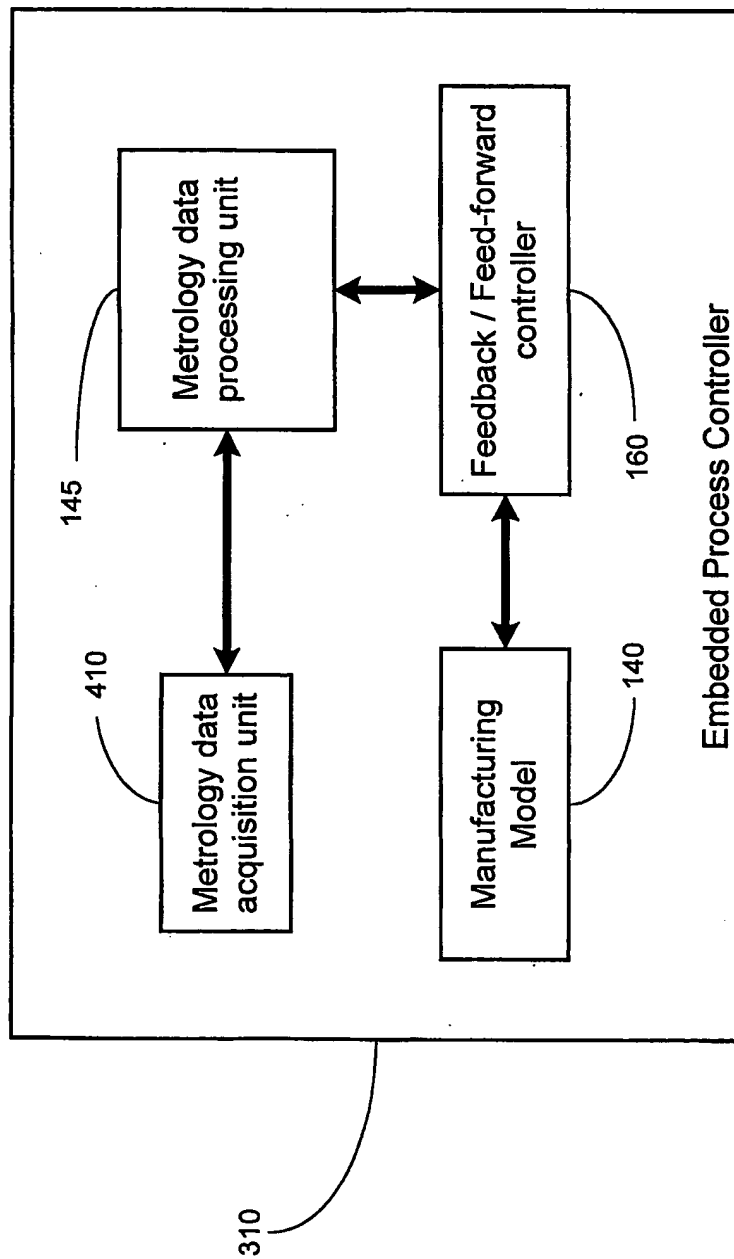 310
410
Metrology data
acquisition unit
145
Metrology data
processing unit
Manufacturing
Model
140
Feedback / Feed-forward
controller
160
Embedded Process Controller